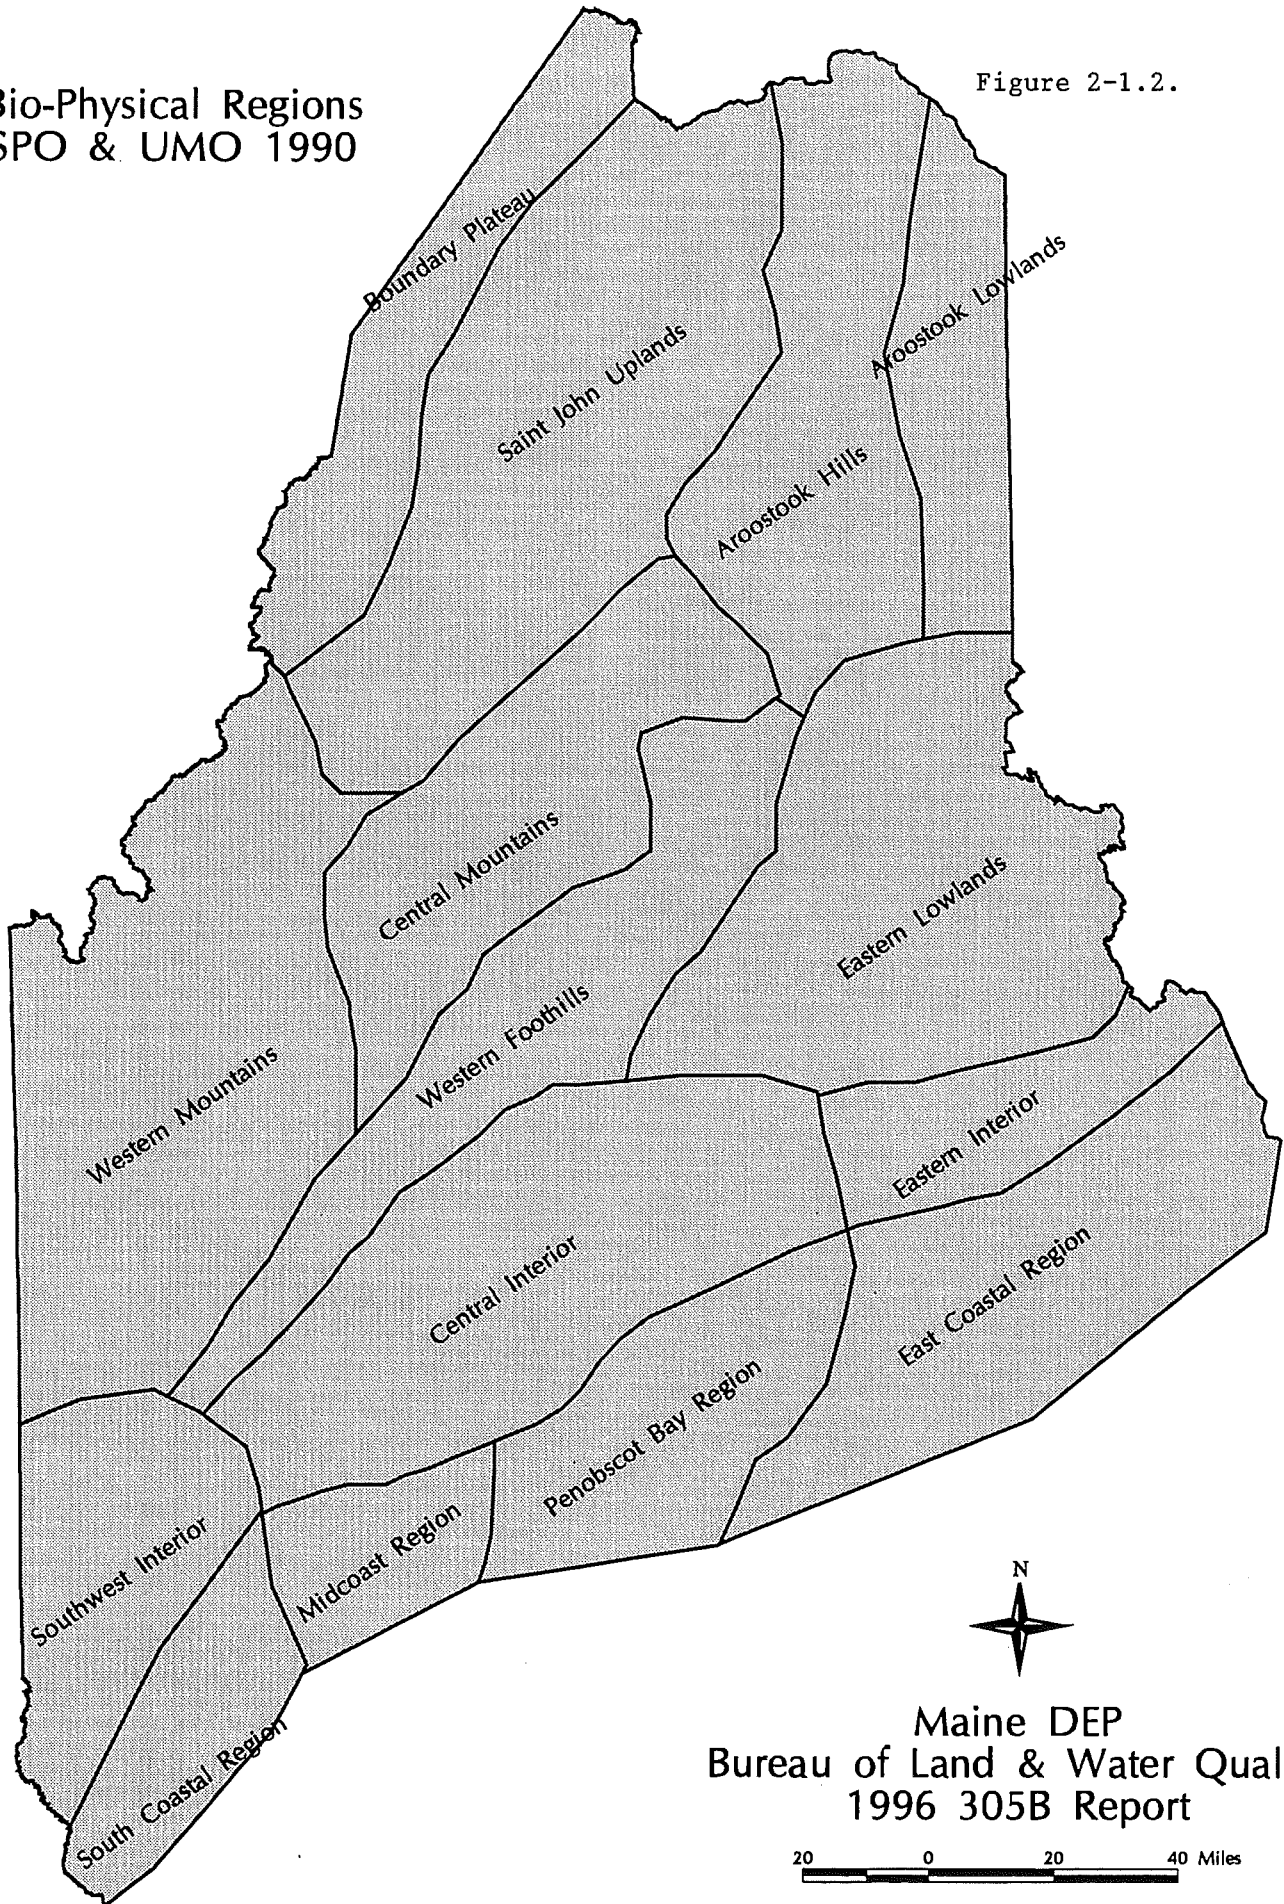 Bio-Physical Regions
SPO & UMO 1990
Figure 2-1.2.
Boundary Plateau
Aroostook Lowlands
Saint John Uplands
Aroostook Hills
Central Mountains
Eastern Lowlands
Western Foothills
Western Mountains
Eastern Interior
Central Interior
East Coastal Region
Penobscot Bay Region
Southwest Interior
Midcoast Region
South Coastal Region
N
Maine DEP
Bureau of Land & Water Qual
1996 305B Report
20 0 20 40 Miles